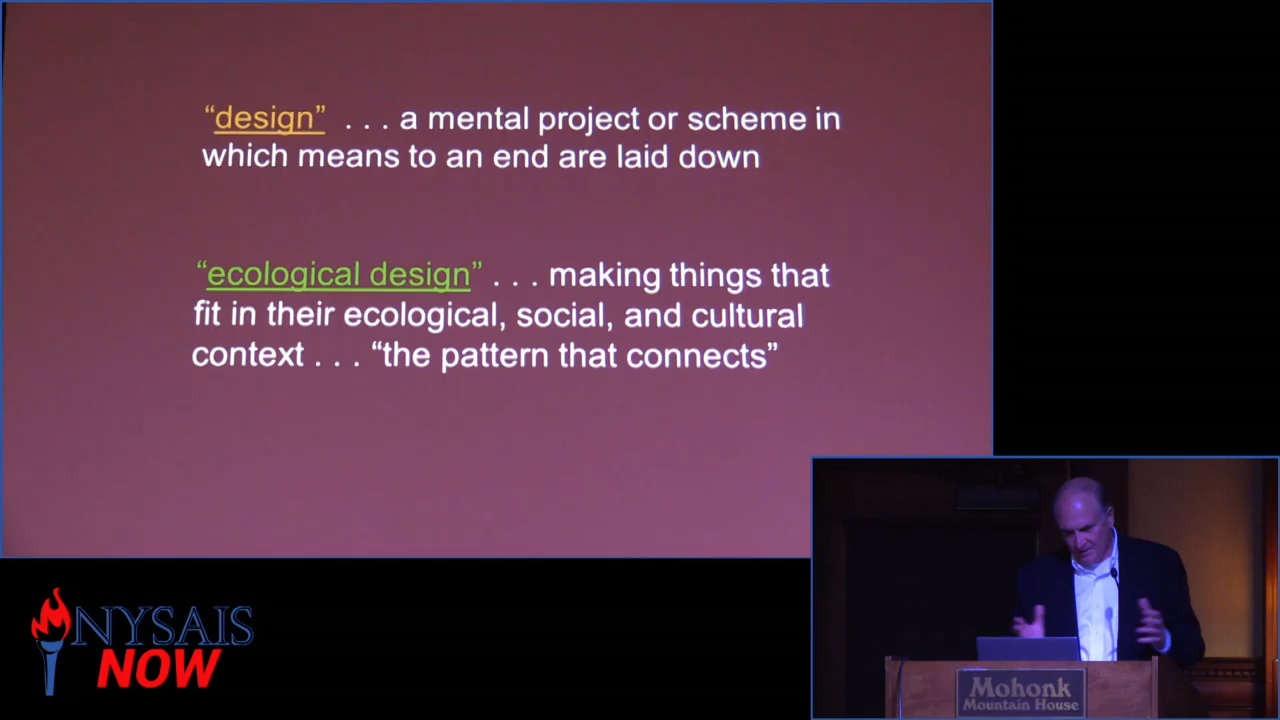 “design” . . . a mental project or scheme in
which means to an end are laid down
“ecological design” . . . making things that
fit in their ecological, social, and cultural
context . . . “the pattern that connects”
NYSAIS
NOW
Mohonk
Mountain House